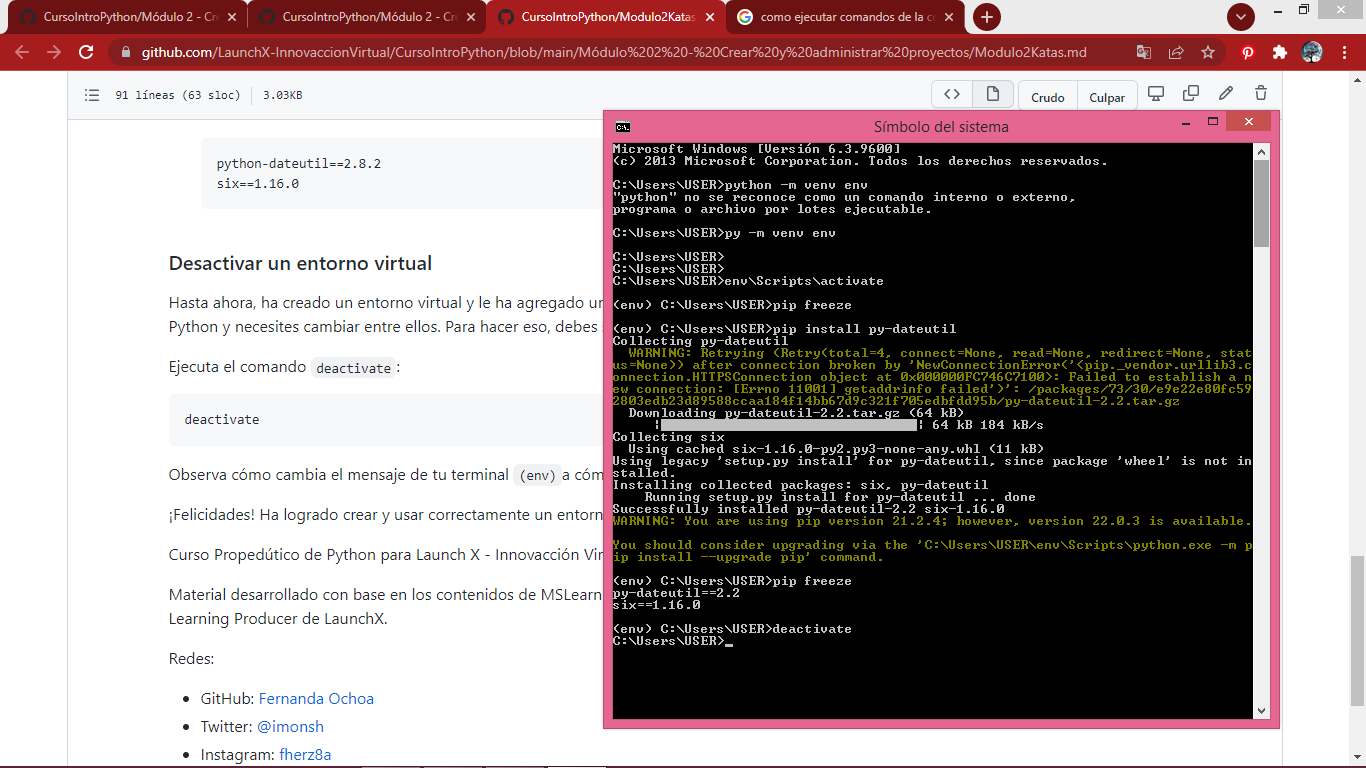 CursoIntroPython/Módulo 2 - Cre
CursoIntroPython/Módulo 2 - Cre
CursoIntroPython/Modulo2Katas
como ejecutar comandos de la c
github.com/LaunchX-InnovaccionVirtual/CursoIntroPython/blob/main/Módulo%202%20-%20Crear%20y%20administrar%20proyectos/Modulo2Katas.md
91 líneas (63 sloc)
3.03KB
Crudo
Culpar
python-dateutil==2.8.2
six==1.16.0
Desactivar un entorno virtual
Hasta ahora, ha creado un entorno virtual y le ha agregado
Python y necesites cambiar entre ellos. Para hacer eso, debes
Ejecuta el comando deactivate:
deactivate
Observa cómo cambia el mensaje de tu terminal (env) a
¡Felicidades! Ha logrado crear y usar correctamente un
Curso Propedútico de Python para Launch X - Innovacción
Material desarrollado con base en los contenidos de MSLearn
Learning Producer de LaunchX.
Redes:
GitHub: Fernanda Ochoa
Twitter: @imonsh
Instagram: fherz8a
Símbolo del sistema
Microsoft Windows [Versión 6.3.9600]
(c) 2013 Microsoft Corporation. Todos los derechos reservados.
C:\Users\USER>python -m venv env
"python" no se reconoce como un comando interno o externo,
programa o archivo por lotes ejecutable.
C:\Users\USER>py -m venv env
C:\Users\USER>
C:\Users\USER>
C:\Users\USER>env\Scripts\activate
(env) C:\Users\USER>pip freeze
(env) C:\Users\USER>pip install py-dateutil
Collecting py-dateutil
WARNING: Retrying (Retry(total=4, connect=None, read=None, redirect=None, stat
us=None)) after connection broken by 'NewConnectionError('<pip._vendor.urllib3.c
onnection.HTTPSConnection object at 0x000000FC746C7100>: Failed to establish a n
ew connection: [Errno 11001] getaddrinfo failed')': /packages/73/30/e9e22e80fc59
2803edb23d89588ccaa184f14bb67d9c321f705edbfdd95b/py-dateutil-2.2.tar.gz
Downloading py-dateutil-2.2.tar.gz (64 kB)
| 64 kB 184 kB/s
Collecting six
Using cached six-1.16.0-py2.py3-none-any.whl (11 kB)
Using legacy 'setup.py install' for py-dateutil, since package 'wheel' is not in
stalled.
Installing collected packages: six, py-dateutil
Running setup.py install for py-dateutil ... done
Successfully installed py-dateutil-2.2 six-1.16.0
WARNING: You are using pip version 21.2.4; however, version 22.0.3 is available.
You should consider upgrading via the 'C:\Users\USER\env\Scripts\python.exe -m p
ip install --upgrade pip' command.
(env) C:\Users\USER>pip freeze
py-dateutil==2.2
six==1.16.0
(env) C:\Users\USER>deactivate
C:\Users\USER>_